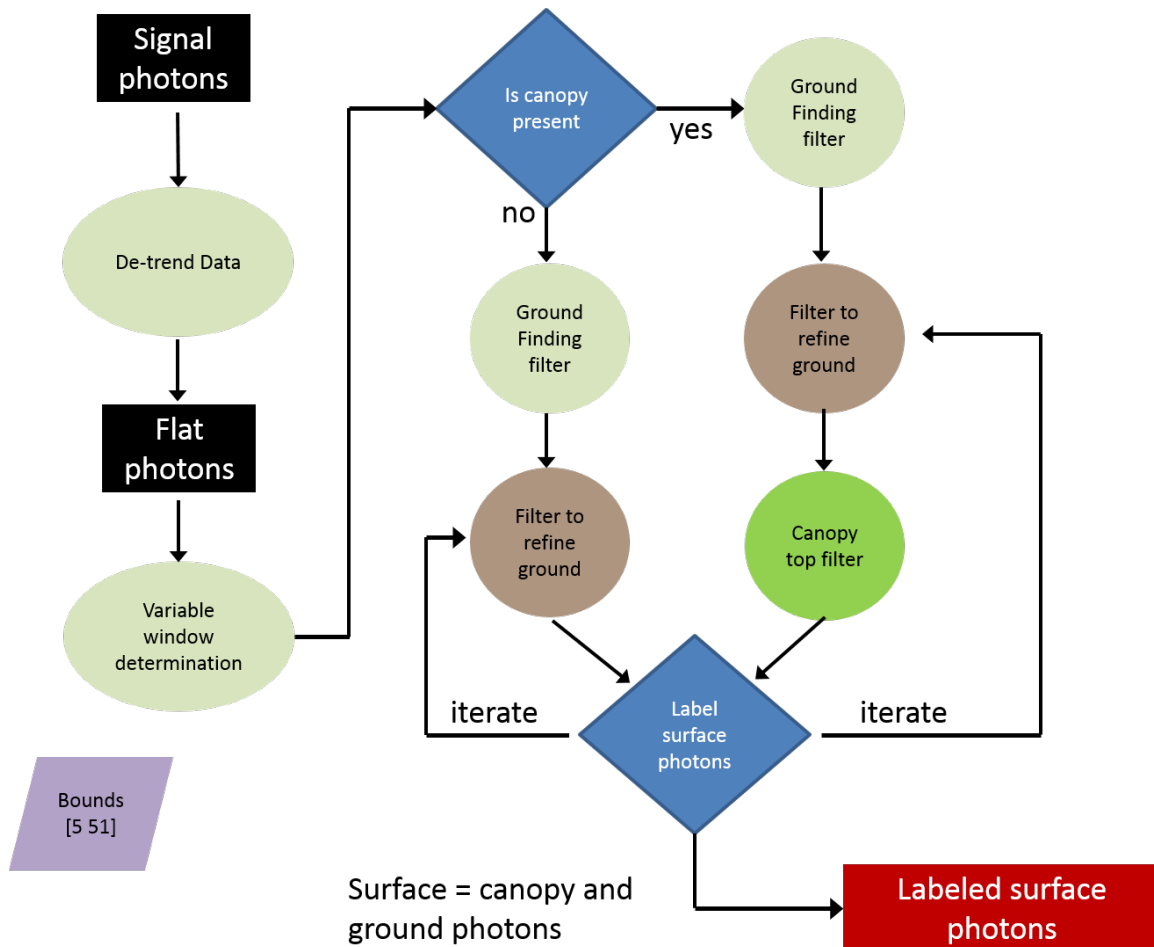 Signal
photons
De-trend Data
Flat
photons
Variable
window
determination
Bounds
[5 51]
Is canopy
present
yes
no
Ground
Finding
filter
Filter to
refine
ground
Ground
Finding
filter
Filter to
refine
ground
Canopy
top filter
Label
surface
photons
iterate
iterate
Surface = canopy and
ground photons
Labeled surface
photons